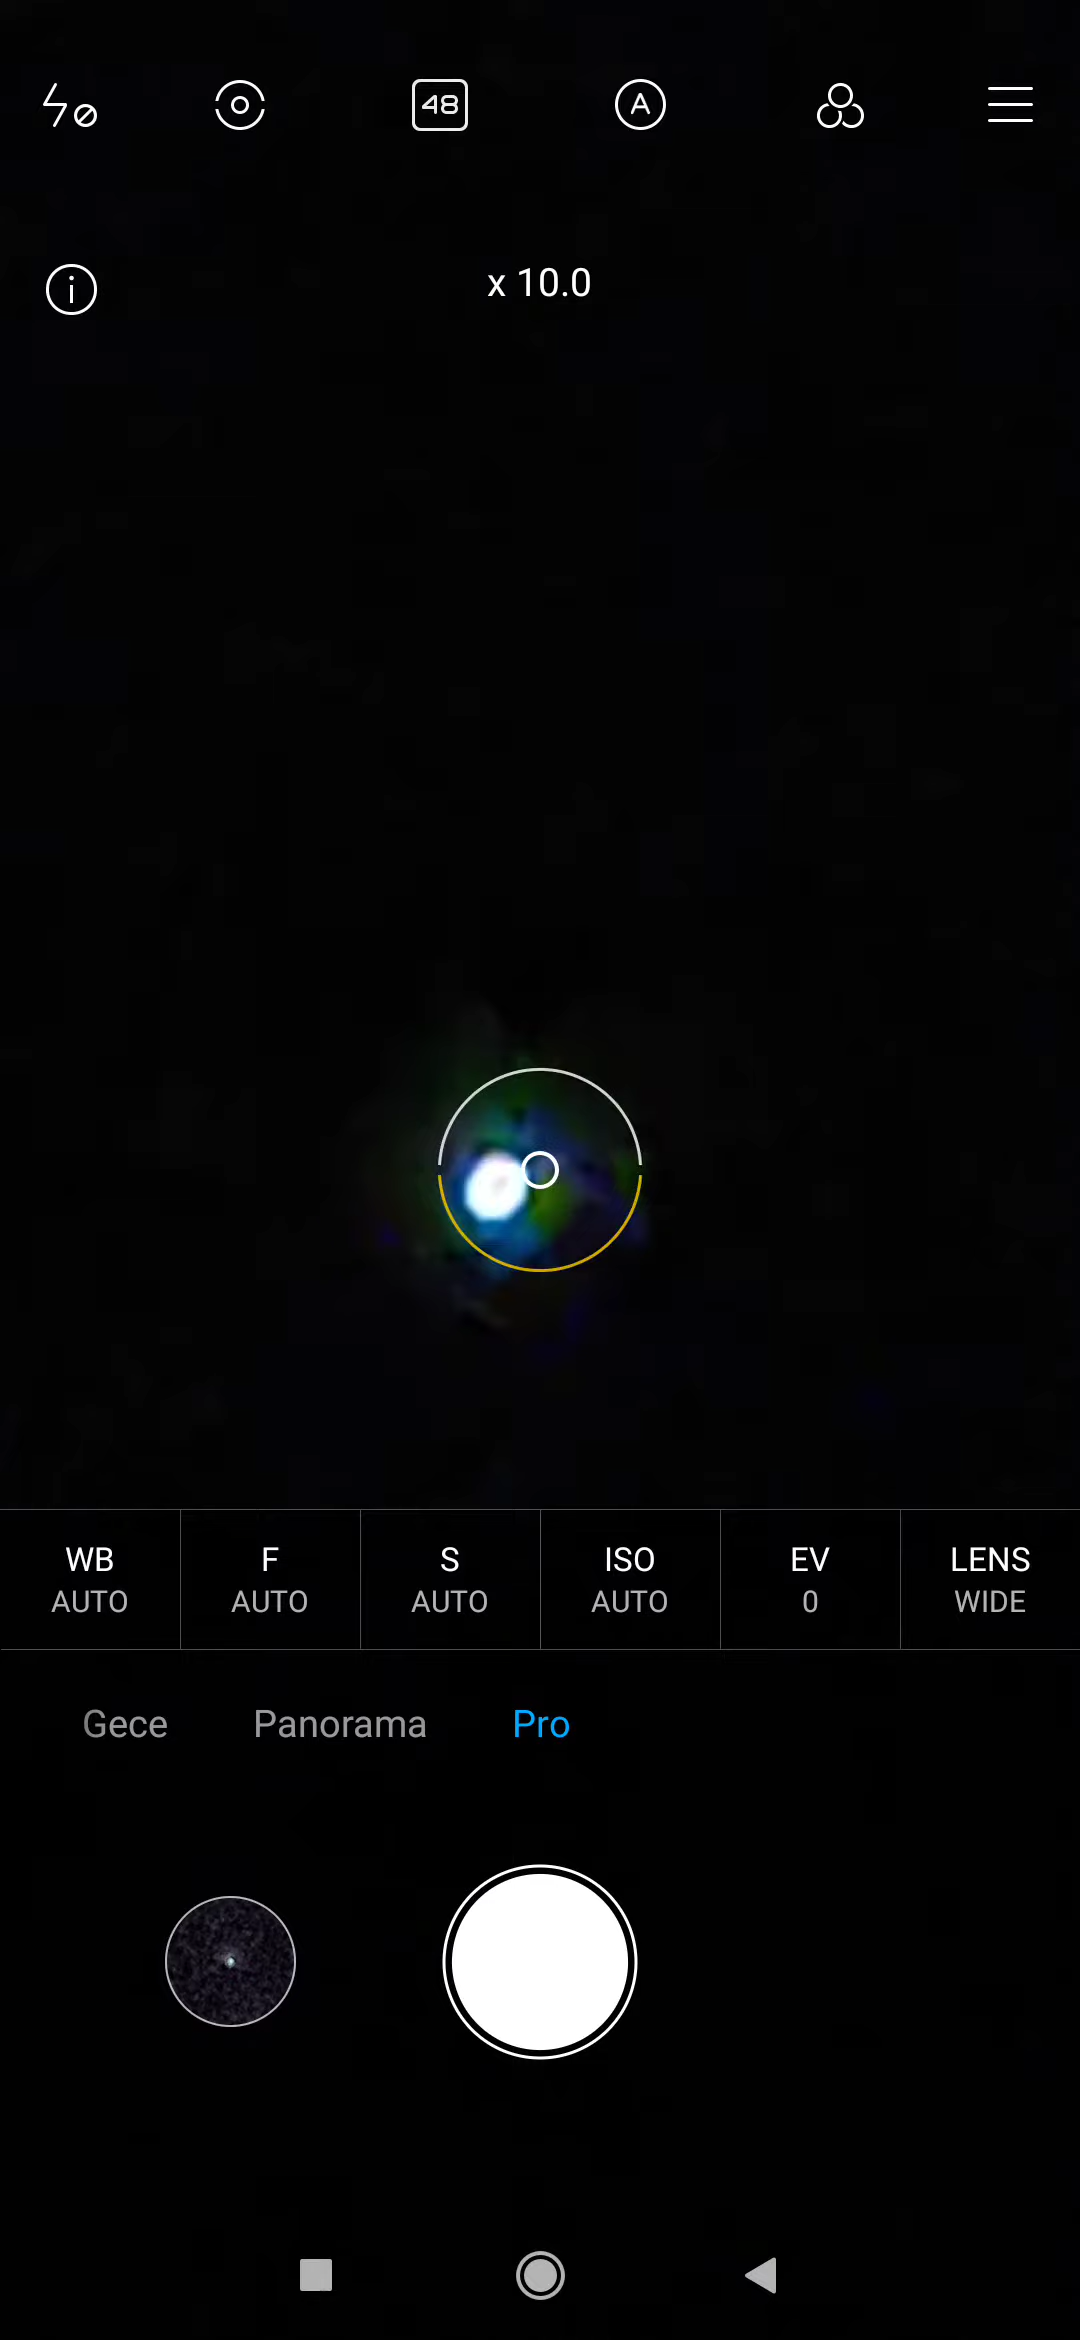 48
A
x 10.0
WB F S ISO EV LENS
AUTO AUTO AUTO AUTO 0 WIDE
Gece Panorama Pro